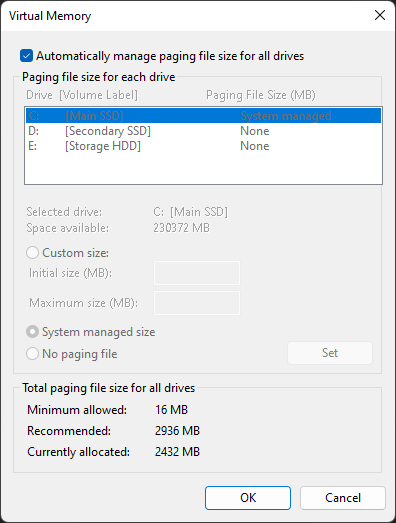 Virtual Memory
Automatically manage paging file size for all drives
Paging file size for each drive
Drive [Volume Label] Paging File Size (MB)
C: [Main SSD] System managed
D: [Secondary SSD] None
E: [Storage HDD] None
Selected drive: C: [Main SSD]
Space available: 230372 MB
Custom size:
Initial size (MB):
Maximum size (MB):
System managed size
No paging file
Set
Total paging file size for all drives
Minimum allowed: 16 MB
Recommended: 2936 MB
Currently allocated: 2432 MB
OK Cancel